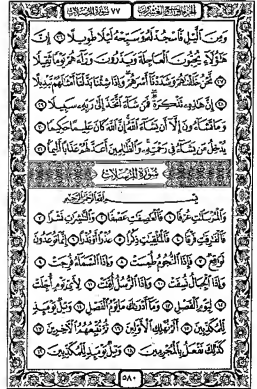 الجزء التاسع والعشرون ٧٧ سورة المرسلات
وَمِنَ ٱلَّيۡلِ فَٱسۡجُدۡ لَهُۥ وَسَبِّحۡهُ لَيۡلٗا طَوِيلًا ٢٦ إِنَّ
هَٰٓؤُلَآءِ يُحِبُّونَ ٱلۡعَاجِلَةَ وَيَذَرُونَ وَرَآءَهُمۡ يَوۡمٗا ثَقِيلٗا
٢٧ نَّحۡنُ خَلَقۡنَٰهُمۡ وَشَدَدۡنَآ أَسۡرَهُمۡۖ وَإِذَا شِئۡنَا بَدَّلۡنَآ أَمۡثَٰلَهُمۡ تَبۡدِيلًا
٢٨ إِنَّ هَٰذِهِۦ تَذۡكِرَةٞۖ فَمَن شَآءَ ٱتَّخَذَ إِلَىٰ رَبِّهِۦ سَبِيلٗا ٢٩
وَمَا تَشَآءُونَ إِلَّآ أَن يَشَآءَ ٱللَّهُۚ إِنَّ ٱللَّهَ كَانَ عَلِيمًا حَكِيمٗا ٣٠
يُدۡخِلُ مَن يَشَآءُ فِي رَحۡمَتِهِۦۚ وَٱلظَّٰلِمِينَ أَعَدَّ لَهُمۡ عَذَابًا أَلِيمَۢا ٣١
سُورَةُ المُرۡسَلَاتِ
بِسۡمِ ٱللَّهِ ٱلرَّحۡمَٰنِ ٱلرَّحِيمِ
وَٱلۡمُرۡسَلَٰتِ عُرۡفٗا ١ فَٱلۡعَٰصِفَٰتِ عَصۡفٗا ٢ وَٱلنَّٰشِرَٰتِ نَشۡرٗا ٣
فَٱلۡفَٰرِقَٰتِ فَرۡقٗا ٤ فَٱلۡمُلۡقِيَٰتِ ذِكۡرًا ٥ عُذۡرًا أَوۡ نُذۡرًا ٦ إِنَّمَا تُوعَدُونَ
لَوَٰقِعٞ ٧ فَإِذَا ٱلنُّجُومُ طُمِسَتۡ ٨ وَإِذَا ٱلسَّمَآءُ فُرِجَتۡ ٩
وَإِذَا ٱلۡجِبَالُ نُسِفَتۡ ١٠ وَإِذَا ٱلرُّسُلُ أُقِّتَتۡ ١١ لِأَيِّ يَوۡمٍ أُجِّلَتۡ
١٢ لِيَوۡمِ ٱلۡفَصۡلِ ١٣ وَمَآ أَدۡرَىٰكَ مَا يَوۡمُ ٱلۡفَصۡلِ ١٤ وَيۡلٞ يَوۡمَئِذٖ
لِّلۡمُكَذِّبِينَ ١٥ أَلَمۡ نُهۡلِكِ ٱلۡأَوَّلِينَ ١٦ ثُمَّ نُتۡبِعُهُمُ ٱلۡأٓخِرِينَ ١٧
كَذَٰلِكَ نَفۡعَلُ بِٱلۡمُجۡرِمِينَ ١٨ وَيۡلٞ يَوۡمَئِذٖ لِّلۡمُكَذِّبِينَ ١٩
٥٨٠